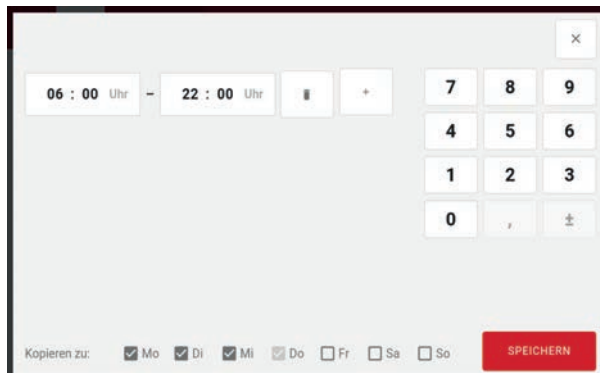 ×
06 : 00 Uhr – 22 : 00 Uhr +
7 8 9
4 5 6
1 2 3
0 , ±
Kopieren zu: Mo Di Mi Do Fr Sa So SPEICHERN